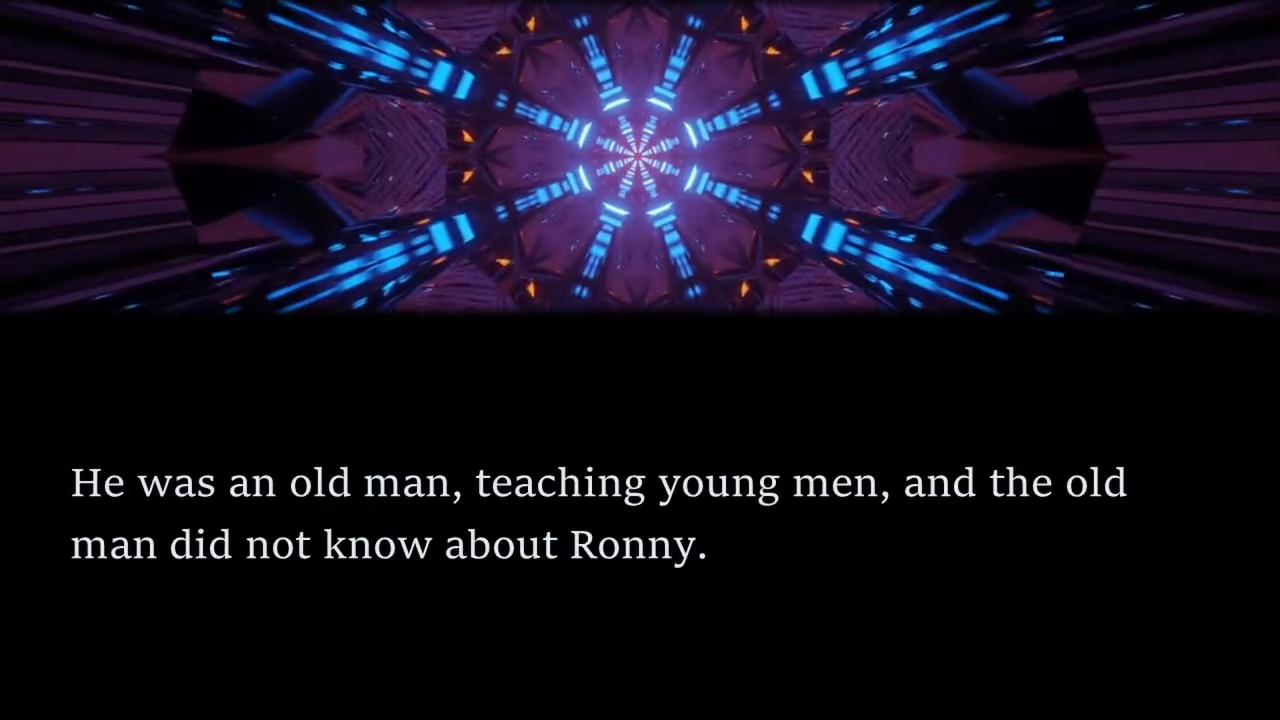 He was an old man, teaching young men, and the old
man did not know about Ronny.